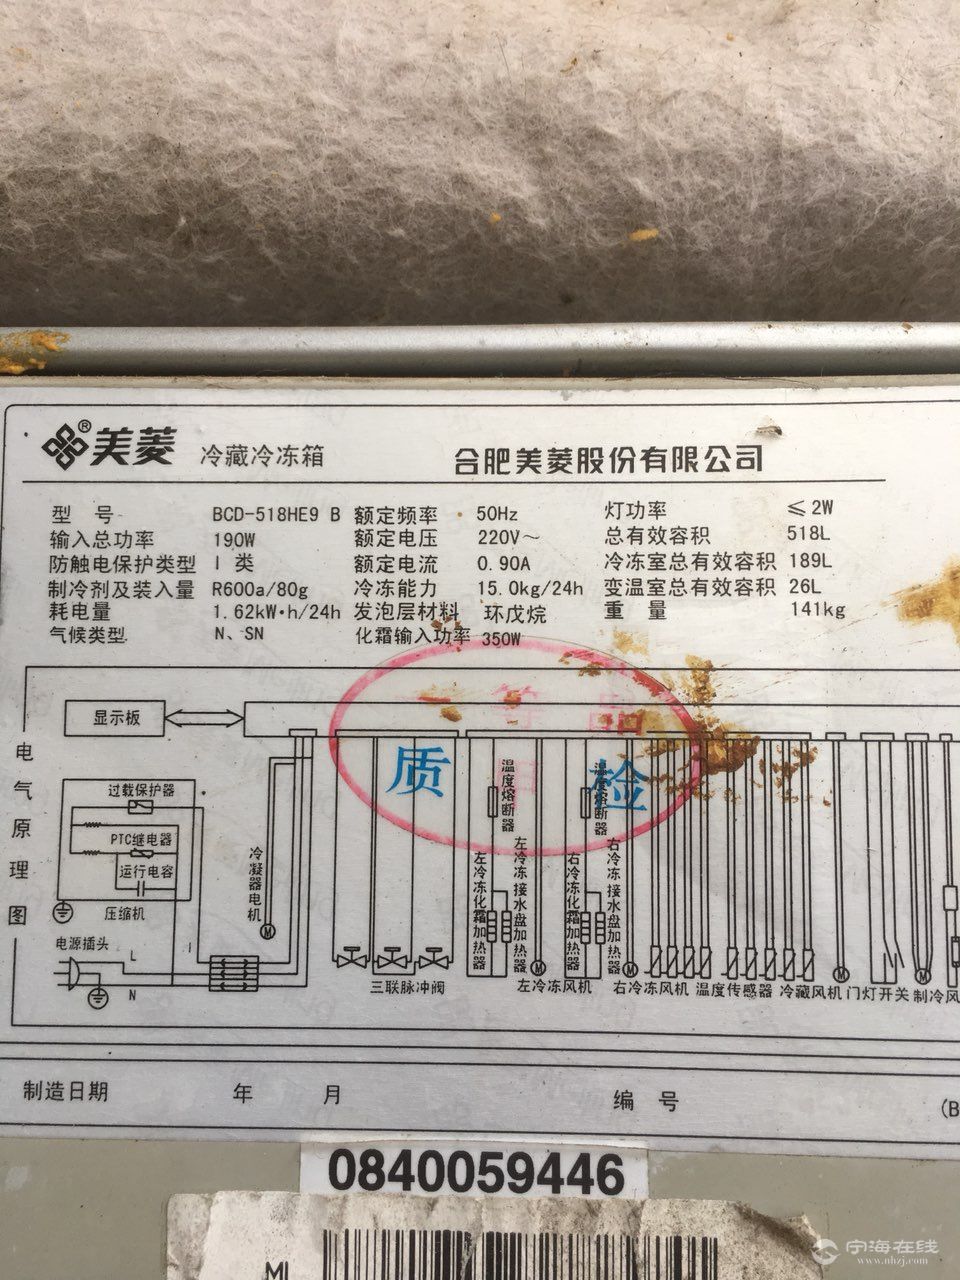 ®美菱 冷藏冷冻箱 合肥美菱股份有限公司
型 号 BCD-518HE9 B 额定频率 50Hz 灯功率 ≤2W
输入总功率 190W 额定电压 220V～ 总有效容积 518L
防触电保护类型 I 类 额定电流 0.90A 冷冻室总有效容积 189L
制冷剂及装入量 R600a/80g 冷冻能力 15.0kg/24h 变温室总有效容积 26L
耗电量 1.62kW·h/24h 发泡层材料 环戊烷 重 量 141kg
气候类型 N、SN 化霜输入功率 350W
电气原理图
显示板
等品
质检
过载保护器
PTC继电器
运行电容
压缩机
电源插头
L
N
冷凝器电机
M
三联脉冲阀
温度熔断器
左冷冻化霜加热器
左冷冻接水盘加热器
M
左冷冻风机
温度熔断器
右冷冻化霜加热器
右冷冻接水盘加热器
M
右冷冻风机
温度传感器
M
冷藏风机
门灯开关
M
制冷风
制造日期 年 月 编 号 (B
0840059446
宁海在线
www.nhzj.com